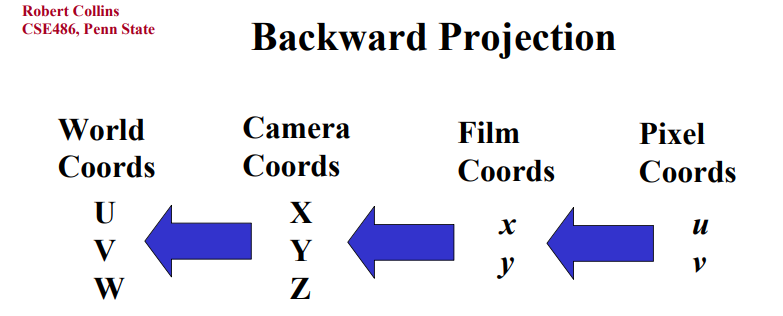 Robert Collins
CSE486, Penn State
Backward Projection
World
Coords
Camera
Coords
Film
Coords
Pixel
Coords
U
V
W
X
Y
Z
x
y
u
v